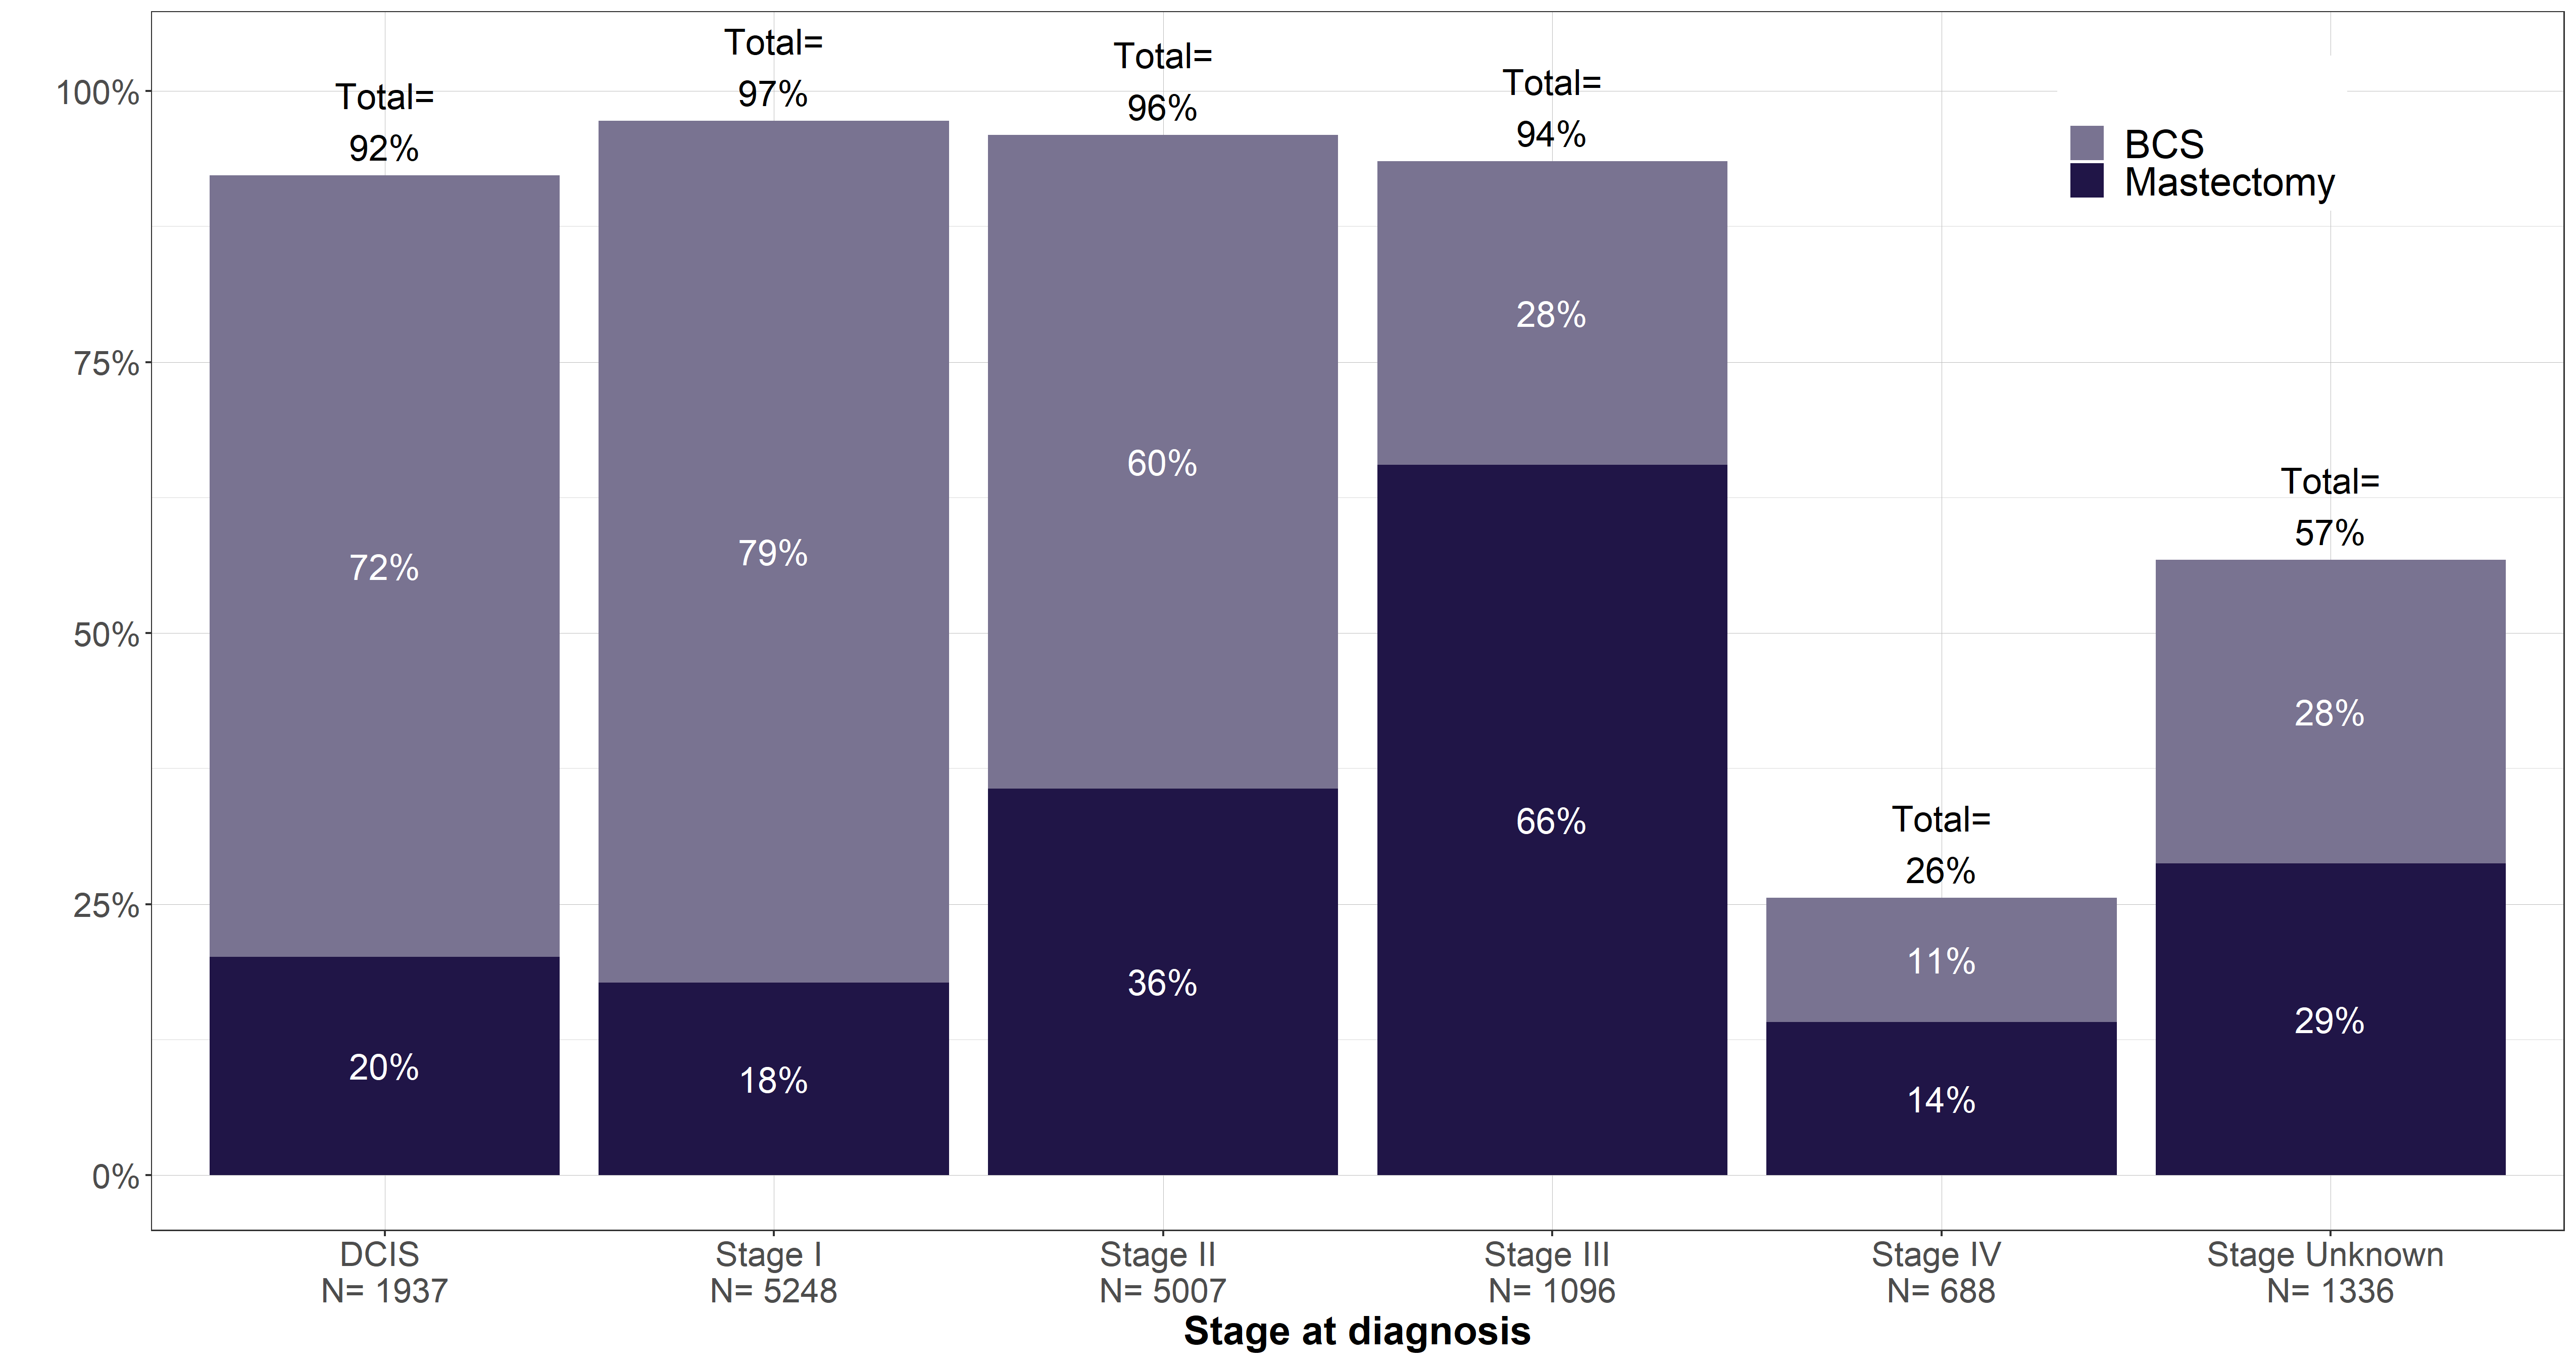 Total=
92%
Total=
97%
Total=
96%
Total=
94%
Total=
26%
Total=
57%
100%
75%
50%
25%
0%
BCS
Mastectomy
72%
79%
60%
28%
11%
28%
20%
18%
36%
66%
14%
29%
DCIS
N= 1937
Stage I
N= 5248
Stage II
N= 5007
Stage III
N= 1096
Stage IV
N= 688
Stage Unknown
N= 1336
Stage at diagnosis